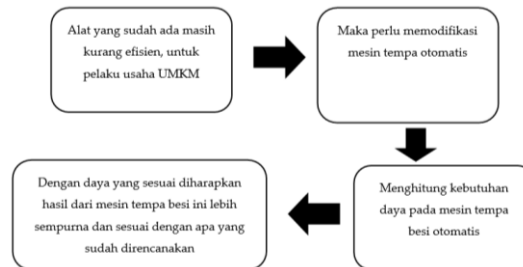 Alat yang sudah ada masih
kurang efisien, untuk
pelaku usaha UMKM
Maka perlu memodifikasi
mesin tempa otomatis
Menghitung kebutuhan
daya pada mesin tempa
besi otomatis
Dengan daya yang sesuai diharapkan
hasil dari mesin tempa besi ini lebih
sempurna dan sesuai dengan apa yang
sudah direncanakan